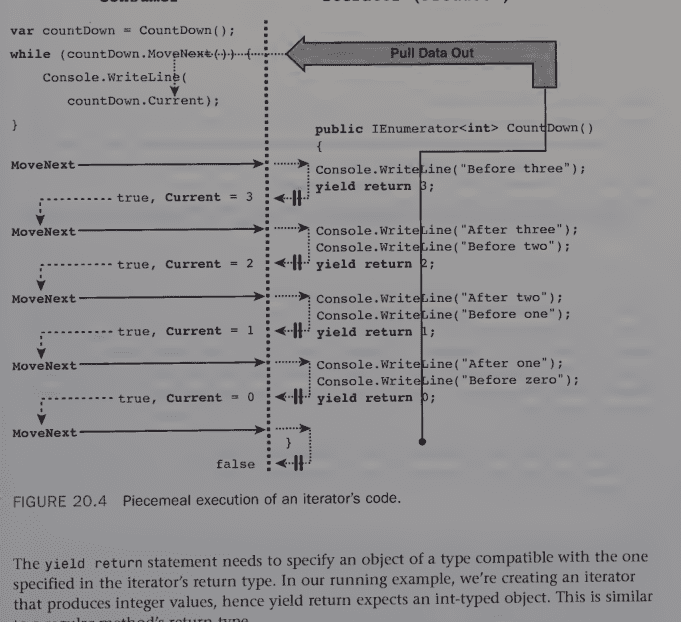 var countDown = CountDown();
while (countDown.MoveNext()) {
Console.WriteLine(
countDown.Current);
}
Pull Data Out
public IEnumerator<int> CountDown()
{
MoveNext
Console.WriteLine("Before three");
yield return 3;
true, Current = 3
MoveNext
Console.WriteLine("After three");
Console.WriteLine("Before two");
true, Current = 2
yield return 2;
MoveNext
Console.WriteLine("After two");
Console.WriteLine("Before one");
true, Current = 1
yield return 1;
MoveNext
Console.WriteLine("After one");
Console.WriteLine("Before zero");
true, Current = 0
yield return 0;
MoveNext
}
false
FIGURE 20.4 Piecemeal execution of an iterator's code.
The yield return statement needs to specify an object of a type compatible with the one
specified in the iterator's return type. In our running example, we're creating an iterator
that produces integer values, hence yield return expects an int-typed object. This is similar